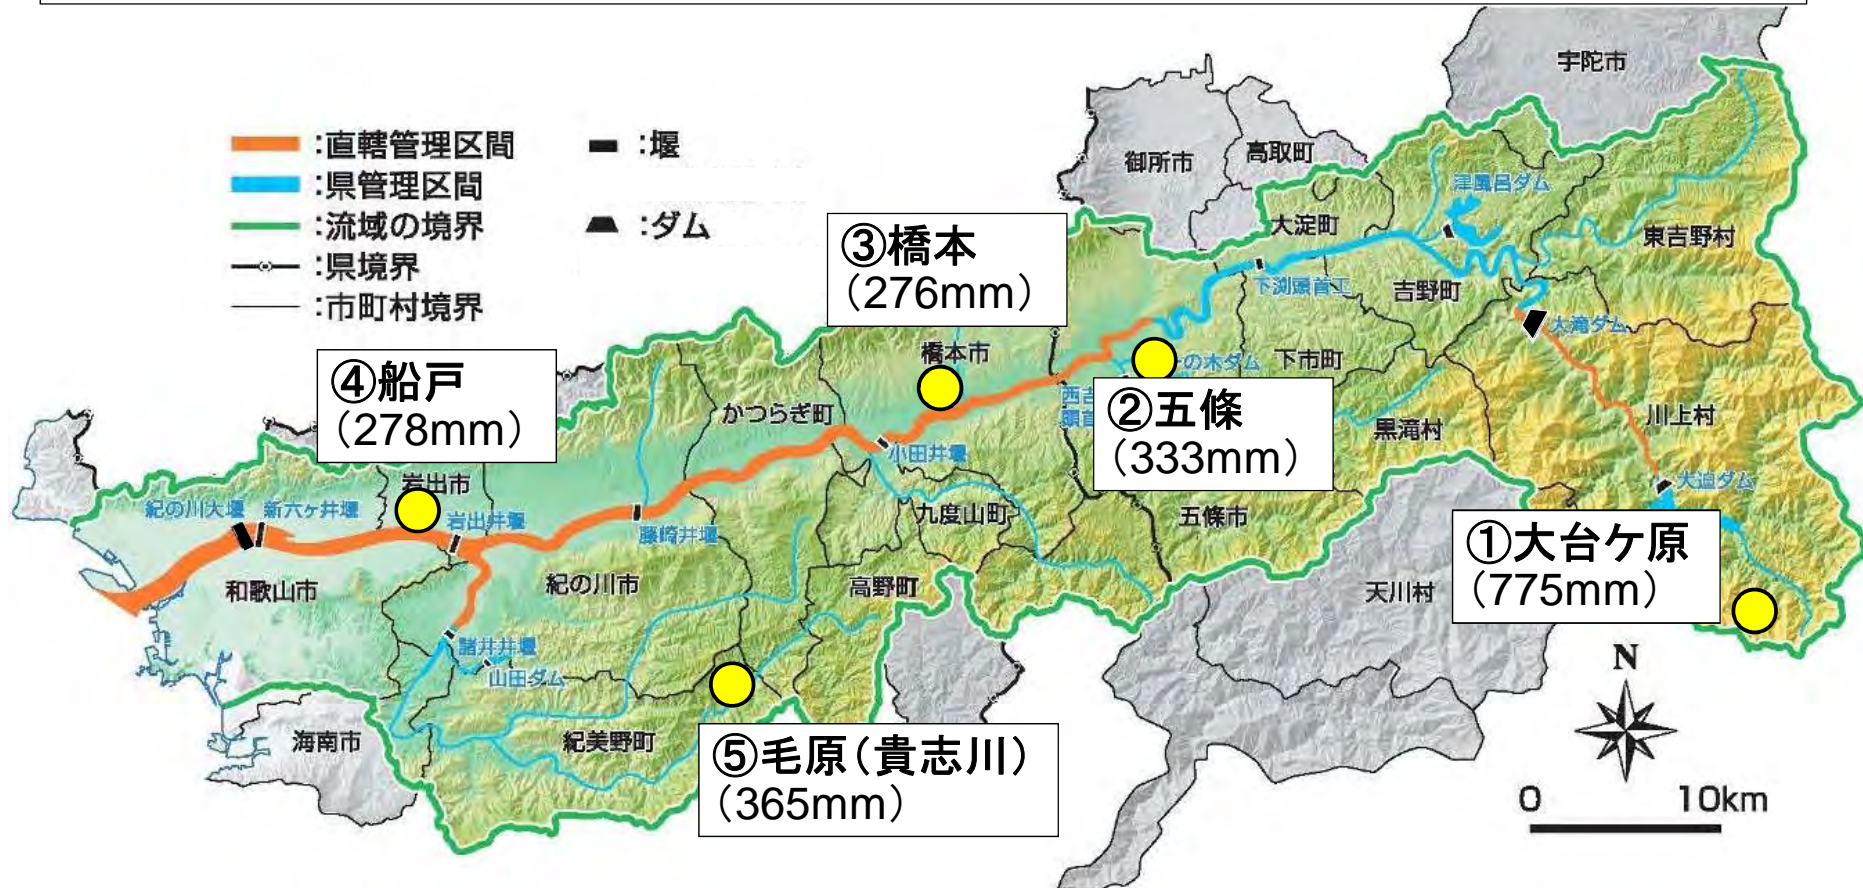 宇陀市
:直轄管理区間
:堰
:県管理区間
:流域の境界
:ダム
:県境界
:市町村境界
御所市
高取町
津風呂ダム
大淀町
東吉野村
③橋本
(276mm)
下渕頭首工
吉野町
大滝ダム
橋本市
の木ダム
下市町
④船戸
(278mm)
かつらぎ町
西吉
頭首
②五條
(333mm)
黒滝村
川上村
小田井堰
大迫ダム
岩出市
紀の川大堰
新六ヶ井堰
岩出井堰
藤崎井堰
九度山町
五條市
①大台ケ原
(775mm)
和歌山市
紀の川市
高野町
天川村
諸井井堰
山田ダム
N
海南市
紀美野町
⑤毛原(貴志川)
(365mm)
0 10km